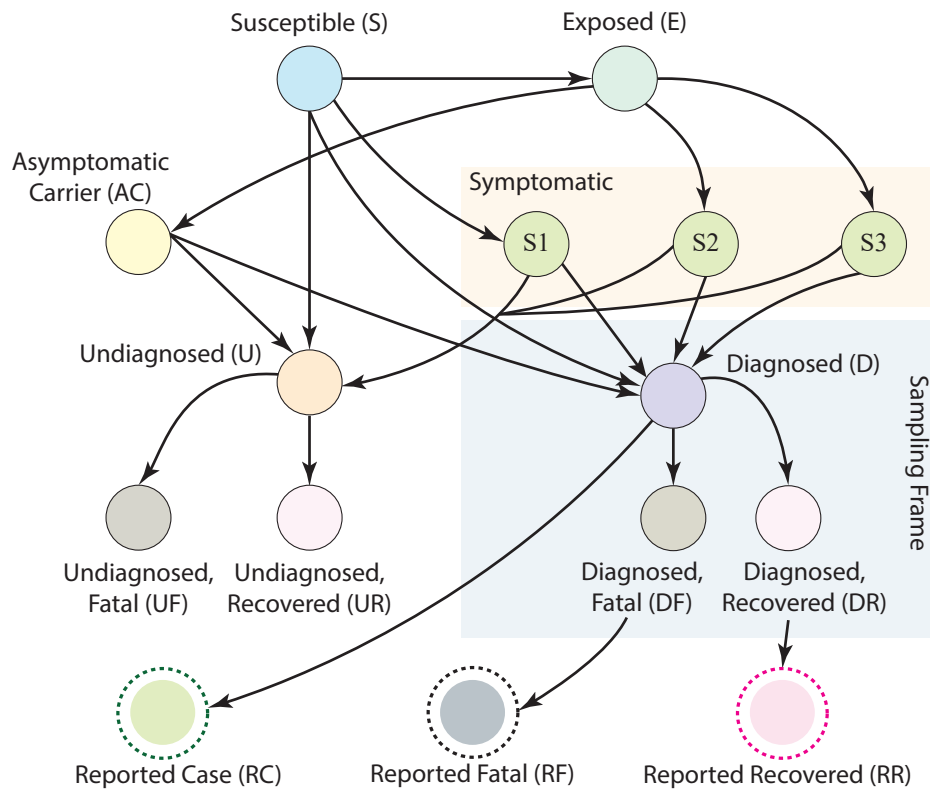 Susceptible (S)
Exposed (E)
Asymptomatic
Carrier (AC)
Symptomatic
S1
S2
S3
Undiagnosed (U)
Diagnosed (D)
Sampling Frame
Undiagnosed,
Fatal (UF)
Undiagnosed,
Recovered (UR)
Diagnosed,
Fatal (DF)
Diagnosed,
Recovered (DR)
Reported Case (RC)
Reported Fatal (RF)
Reported Recovered (RR)